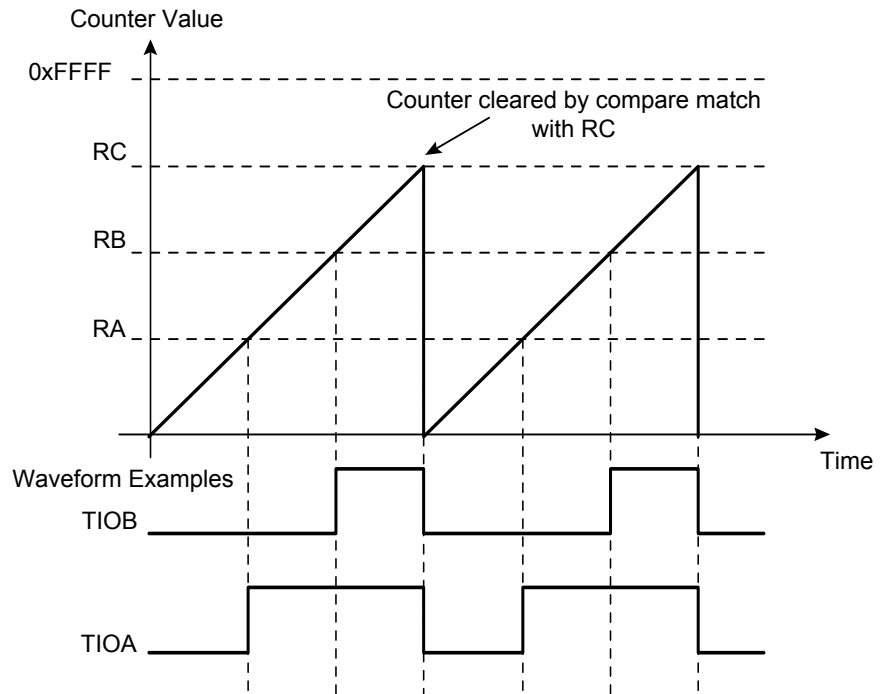 Counter Value
0xFFFF
Counter cleared by compare match
with RC
RC
RB
RA
Time
Waveform Examples
TIOB
TIOA